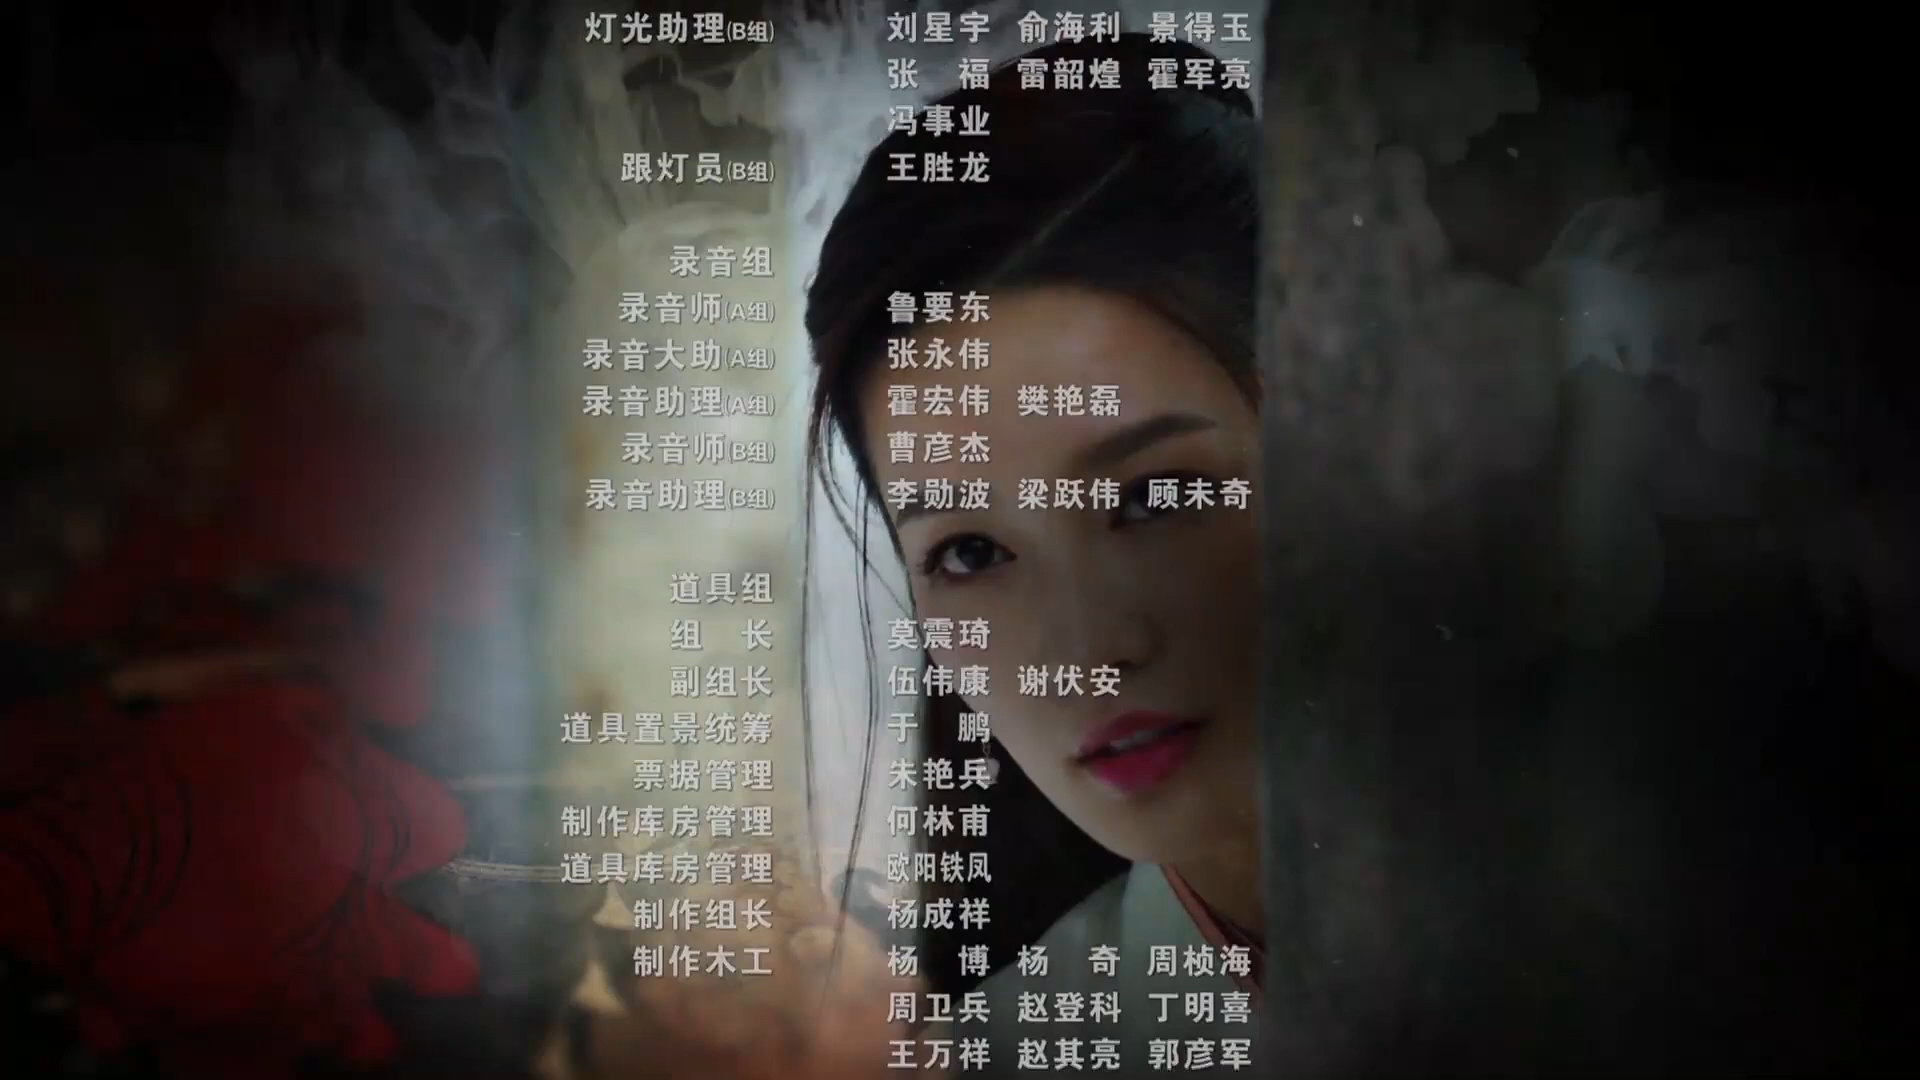 灯光助理(B组) 刘星宇 俞海利 景得玉
张 福 雷韶煌 霍军亮
冯事业
跟灯员(B组) 王胜龙
录音组
录音师(A组) 鲁要东
录音大助(A组) 张永伟
录音助理(A组) 霍宏伟 樊艳磊
录音师(B组) 曹彦杰
录音助理(B组) 李勋波 梁跃伟 顾未奇
道具组
组 长 莫震琦
副组长 伍伟康 谢伏安
道具置景统筹 于 鹏
票据管理 朱艳兵
制作库房管理 何林甫
道具库房管理 欧阳铁凤
制作组长 杨成祥
制作木工 杨 博 杨 奇 周桢海
周卫兵 赵登科 丁明喜
王万祥 赵其亮 郭彦军